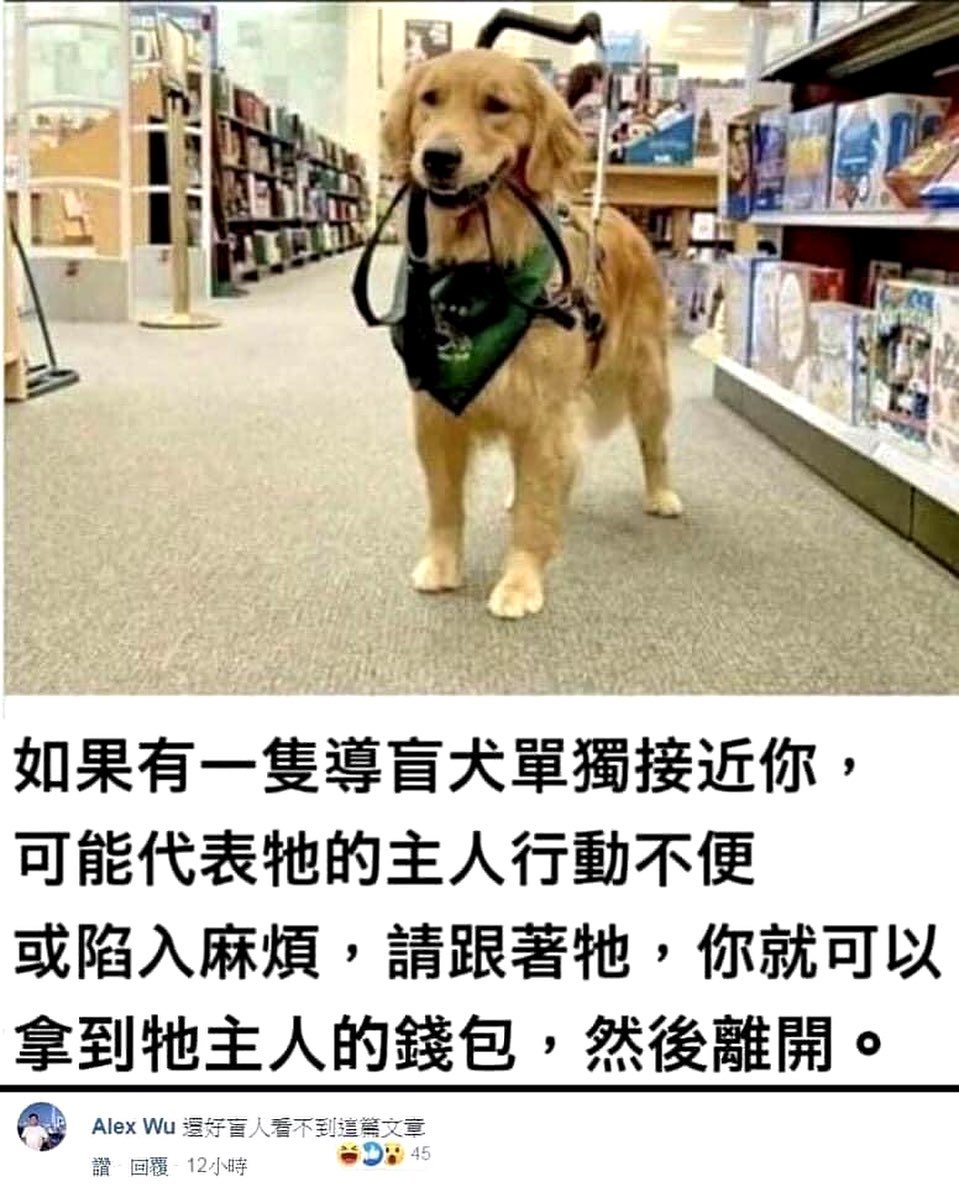 如果有一隻導盲犬單獨接近你，
可能代表牠的主人行動不便
或陷入麻煩，請跟著牠，你就可以
拿到牠主人的錢包，然後離開。
Alex Wu 還好盲人看不到這篇文章
讚 · 回覆 · 12小時
45